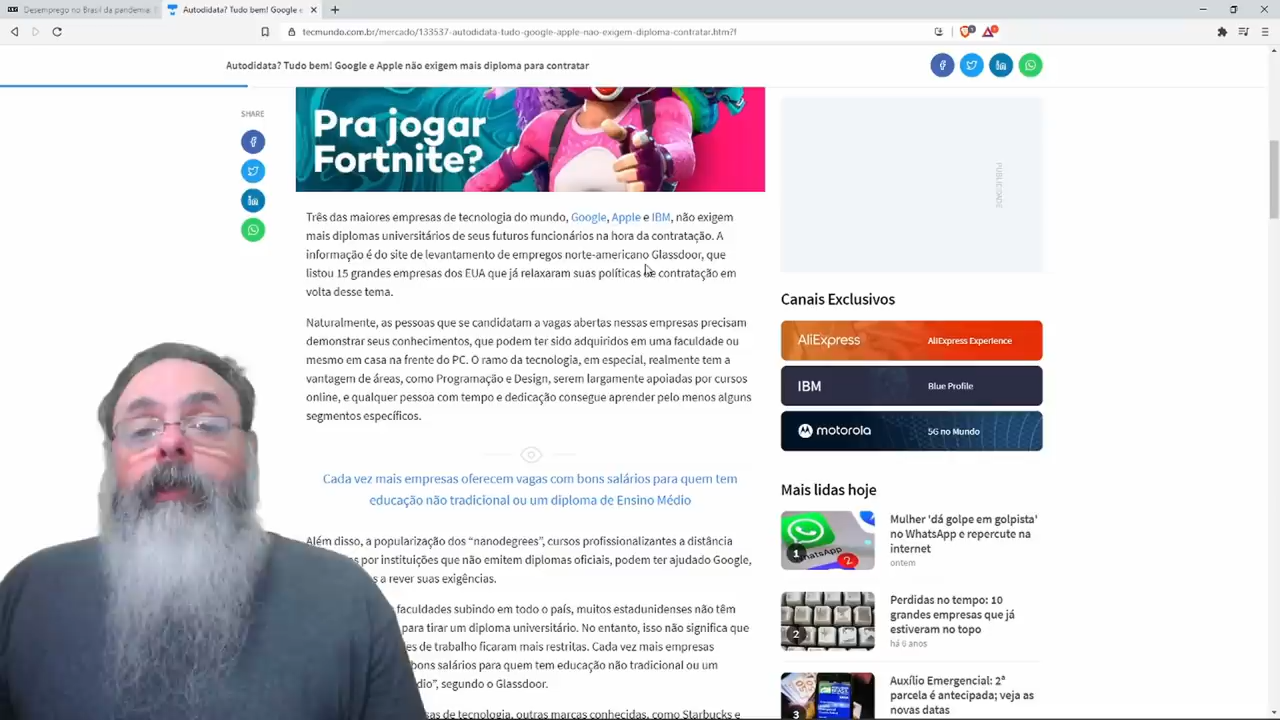 Desemprego no Brasil da pandemia
Autodidata? Tudo bem! Google e
tecmundo.com.br/mercado/133537-autodidata-tudo-google-apple-nao-exigem-diploma-contratar.htm?f
Autodidata? Tudo bem! Google e Apple não exigem mais diploma para contratar
SHARE
Pra jogar
Fortnite?
Três das maiores empresas de tecnologia do mundo, Google, Apple e IBM, não exigem
mais diplomas universitários de seus futuros funcionários na hora da contratação. A
informação é do site de levantamento de empregos norte-americano Glassdoor, que
listou 15 grandes empresas dos EUA que já relaxaram suas políticas de contratação em
volta desse tema.
Naturalmente, as pessoas que se candidatam a vagas abertas nessas empresas precisam
demonstrar seus conhecimentos, que podem ter sido adquiridos em uma faculdade ou
mesmo em casa na frente do PC. O ramo da tecnologia, em especial, realmente tem a
vantagem de áreas, como Programação e Design, serem largamente apoiadas por cursos
online, e qualquer pessoa com tempo e dedicação consegue aprender pelo menos alguns
segmentos específicos.
Cada vez mais empresas oferecem vagas com bons salários para quem tem
educação não tradicional ou um diploma de Ensino Médio
Além disso, a popularização dos “nanodegrees”, cursos profissionalizantes a distância
por instituições que não emitem diplomas oficiais, podem ter ajudado Google,
a rever suas exigências.
faculdades subindo em todo o país, muitos estadunidenses não têm
para tirar um diploma universitário. No entanto, isso não significa que
de trabalho ficaram mais restritas. Cada vez mais empresas
bons salários para quem tem educação não tradicional ou um
segundo o Glassdoor.
de tecnologia, outras marcas conhecidas, como Starbucks e
PUBLICIDADE
Canais Exclusivos
AliExpress
AliExpress Experience
IBM
Blue Profile
motorola
5G no Mundo
Mais lidas hoje
1
Mulher 'dá golpe em golpista'
no WhatsApp e repercute na
internet
ontem
2
Perdidas no tempo: 10
grandes empresas que já
estiveram no topo
há 6 anos
3
Auxílio Emergencial: 2ª
parcela é antecipada; veja as
novas datas